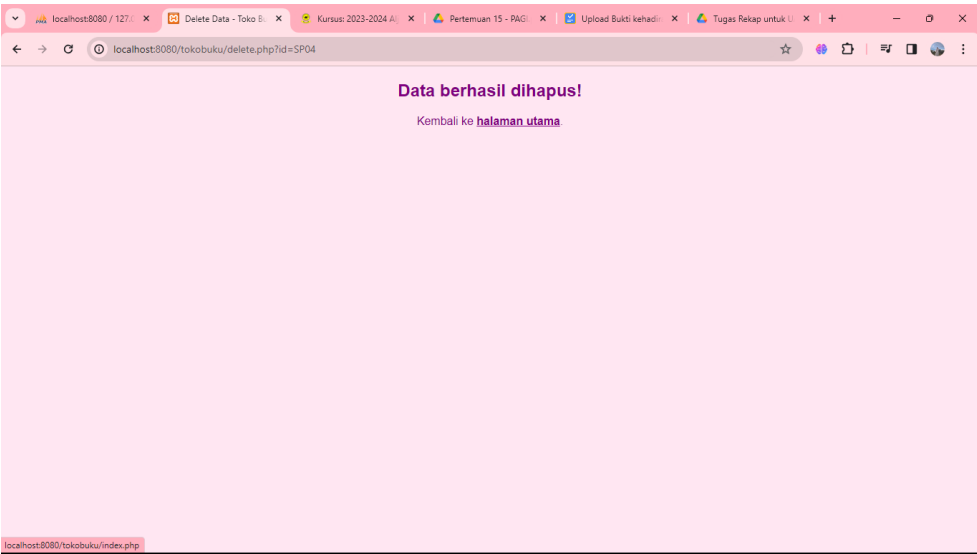 localhost:8080 / 127.0
Delete Data - Toko Bu
Kursus: 2023-2024 Alj
Pertemuan 15 - PAGI
Upload Bukti kehadir
Tugas Rekap untuk U
localhost:8080/tokobuku/delete.php?id=SP04
Data berhasil dihapus!
Kembali ke halaman utama.
localhost:8080/tokobuku/index.php